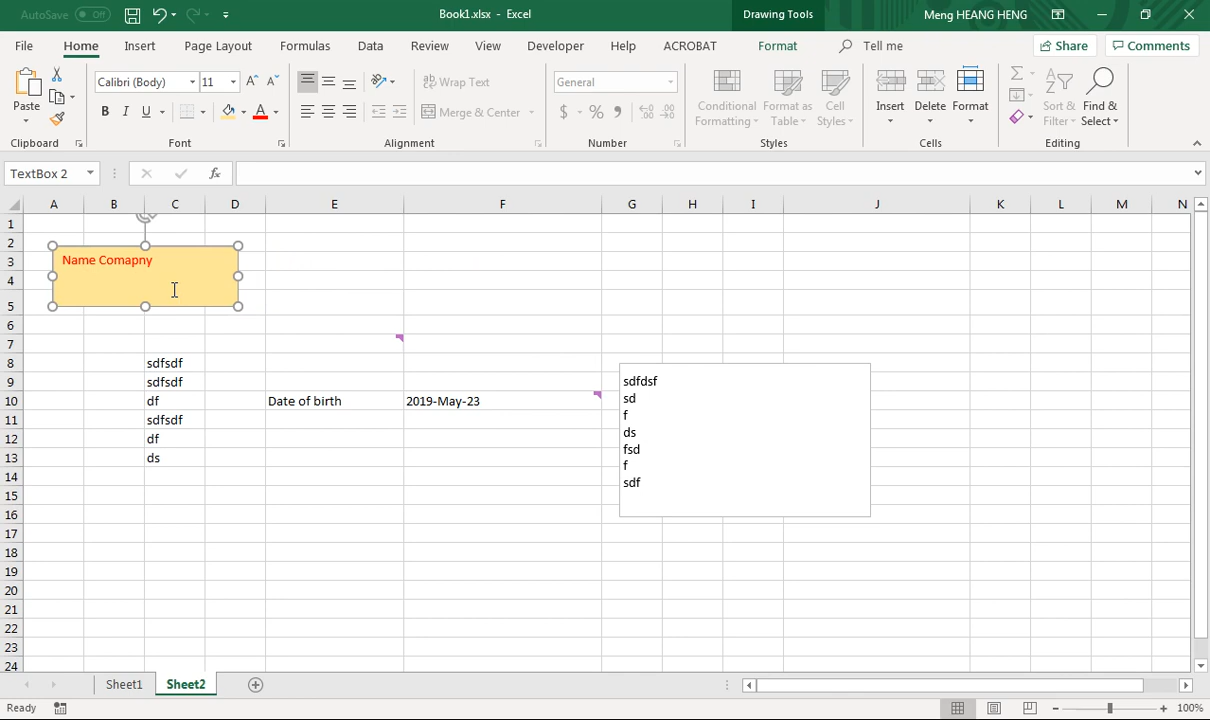 AutoSave Off Book1.xlsx - Excel Drawing Tools Meng HEANG HENG
File Home Insert Page Layout Formulas Data Review View Developer Help ACROBAT Format Tell me Share Comments
Paste
Calibri (Body) 11
B I U A
ab Wrap Text
Merge & Center
General
$ % ,
Conditional Formatting
Format as Table
Cell Styles
Insert Delete Format
Sort & Filter
Find & Select
Clipboard Font Alignment Number Styles Cells Editing
TextBox 2 fx
A B C D E F G H I J K L M N
1
2
3 Name Comapny
4
5
6
7
8 sdfsdf
9 sdfsdf sdfdsf
10 df Date of birth 2019-May-23 sd
11 sdfsdf f
12 df ds
13 ds fsd
14 f
15 sdf
16
17
18
19
20
21
22
23
24
Sheet1 Sheet2
Ready 100%